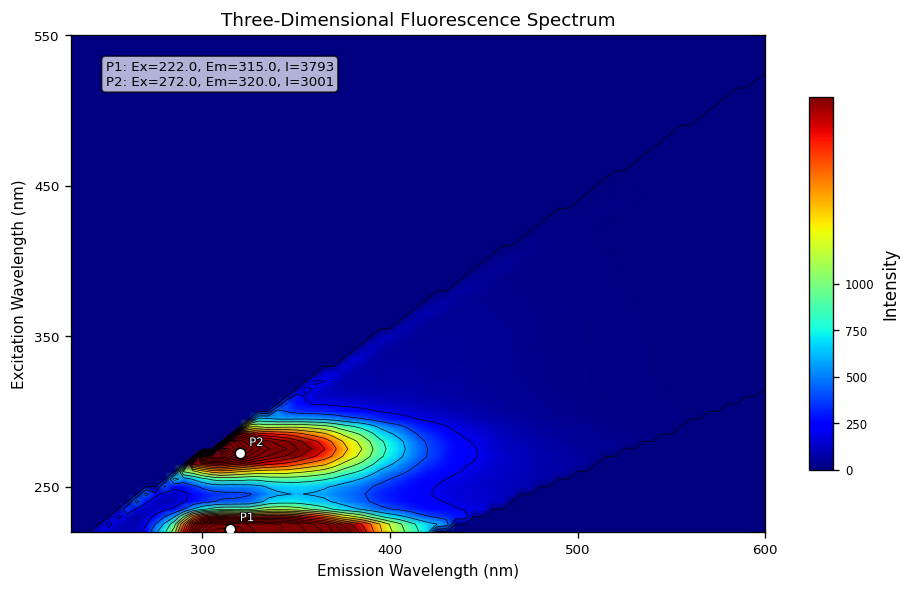 Three-Dimensional Fluorescence Spectrum
550
P1: Ex=222.0, Em=315.0, I=3793
P2: Ex=272.0, Em=320.0, I=3001
450
350
250
Excitation Wavelength (nm)
P2
P1
300 400 500 600
Emission Wavelength (nm)
1000
750
500
250
0
Intensity